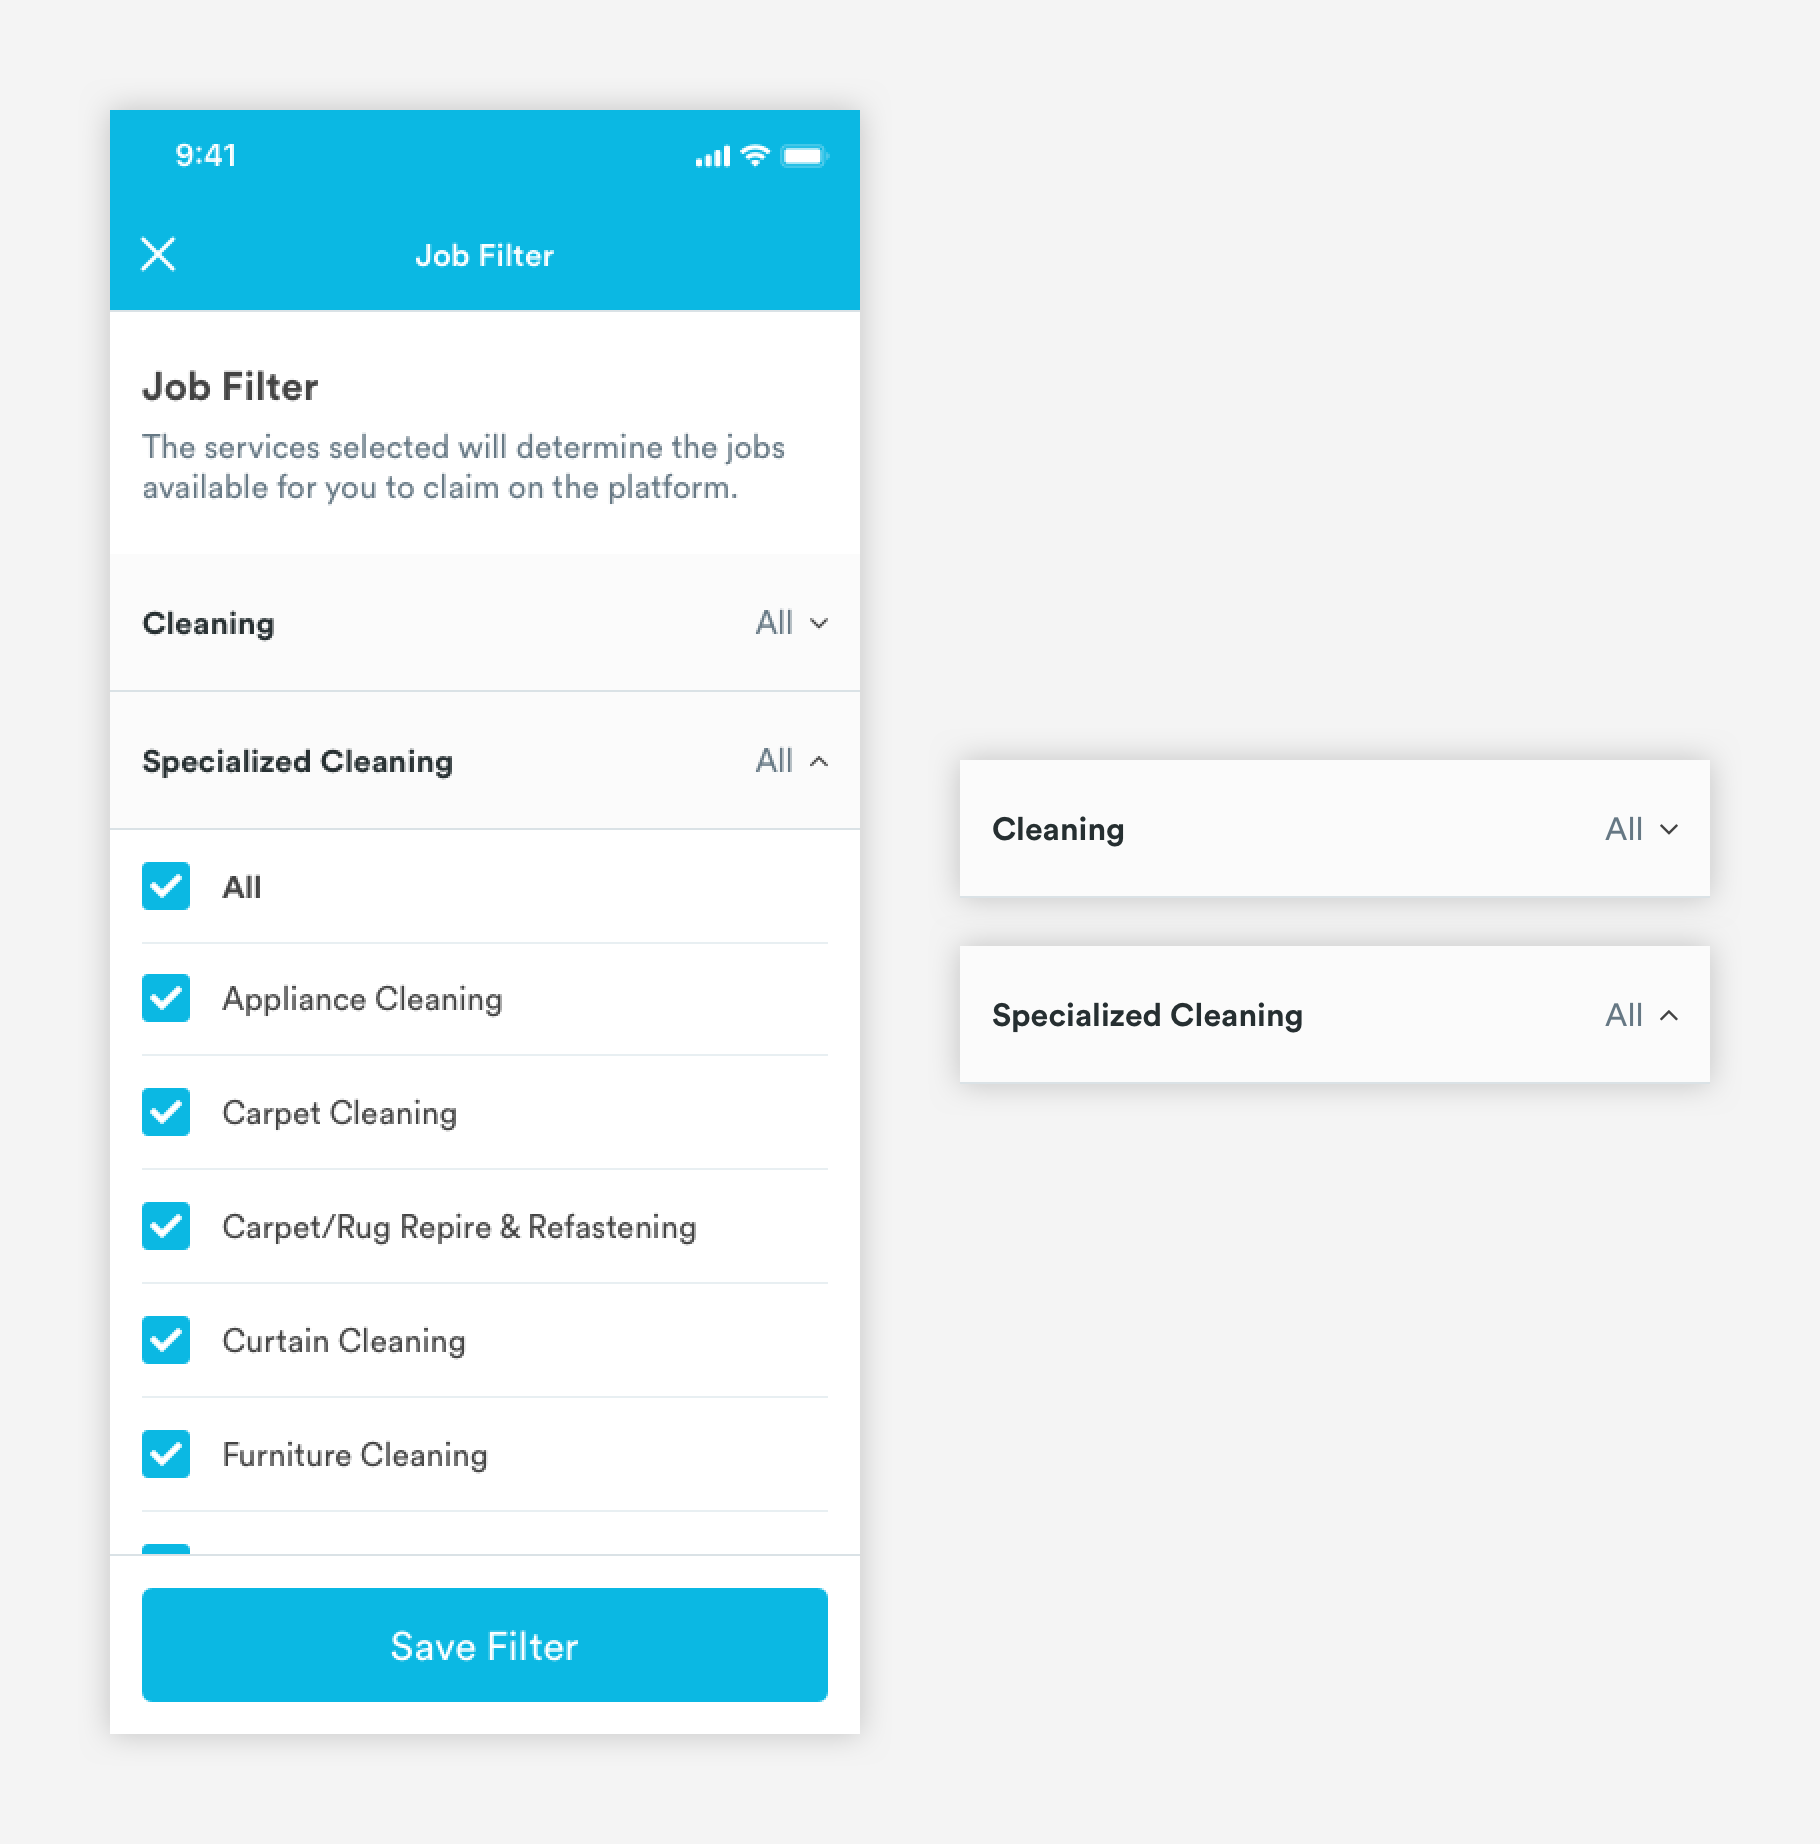 9:41
Job Filter
Job Filter
The services selected will determine the jobs
available for you to claim on the platform.
Cleaning All
Specialized Cleaning All
All
Appliance Cleaning
Carpet Cleaning
Carpet/Rug Repire & Refastening
Curtain Cleaning
Furniture Cleaning
Save Filter
Cleaning All
Specialized Cleaning All